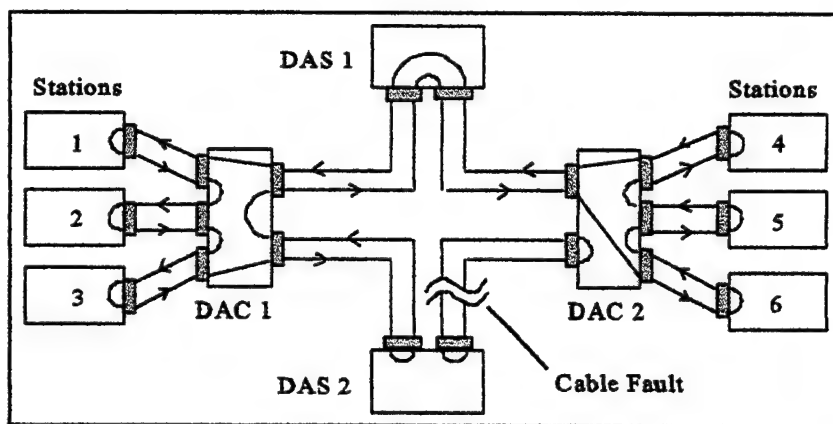 DAS 1
Stations
Stations
1
4
2
5
3
6
DAC 1
DAC 2
DAS 2
Cable Fault